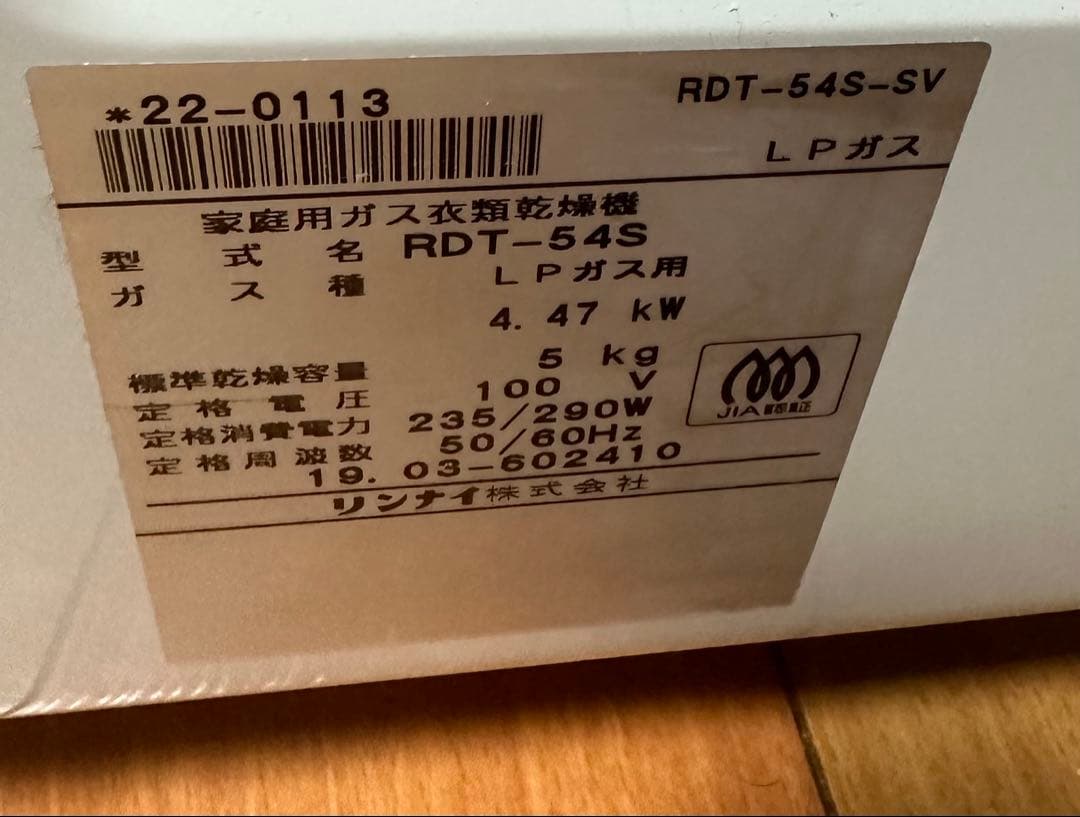 *22-0113
RDT-54S-SV
LPガス
家庭用ガス衣類乾燥機
型式名 RDT-54S
ガス種 LPガス用
4.47 kW
標準乾燥容量 5 kg
定格電圧 100 V
定格消費電力 235/290W
定格周波数 50/60Hz
19.03-602410
リンナイ株式会社
JIA